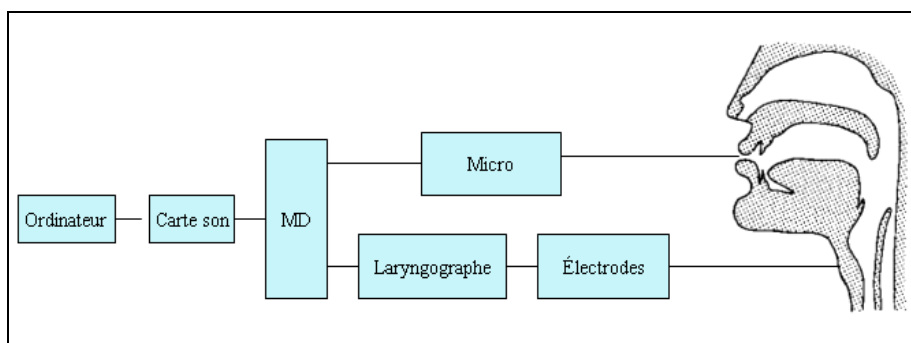 Micro
Ordinateur
Carte son
MD
Laryngographe
Électrodes